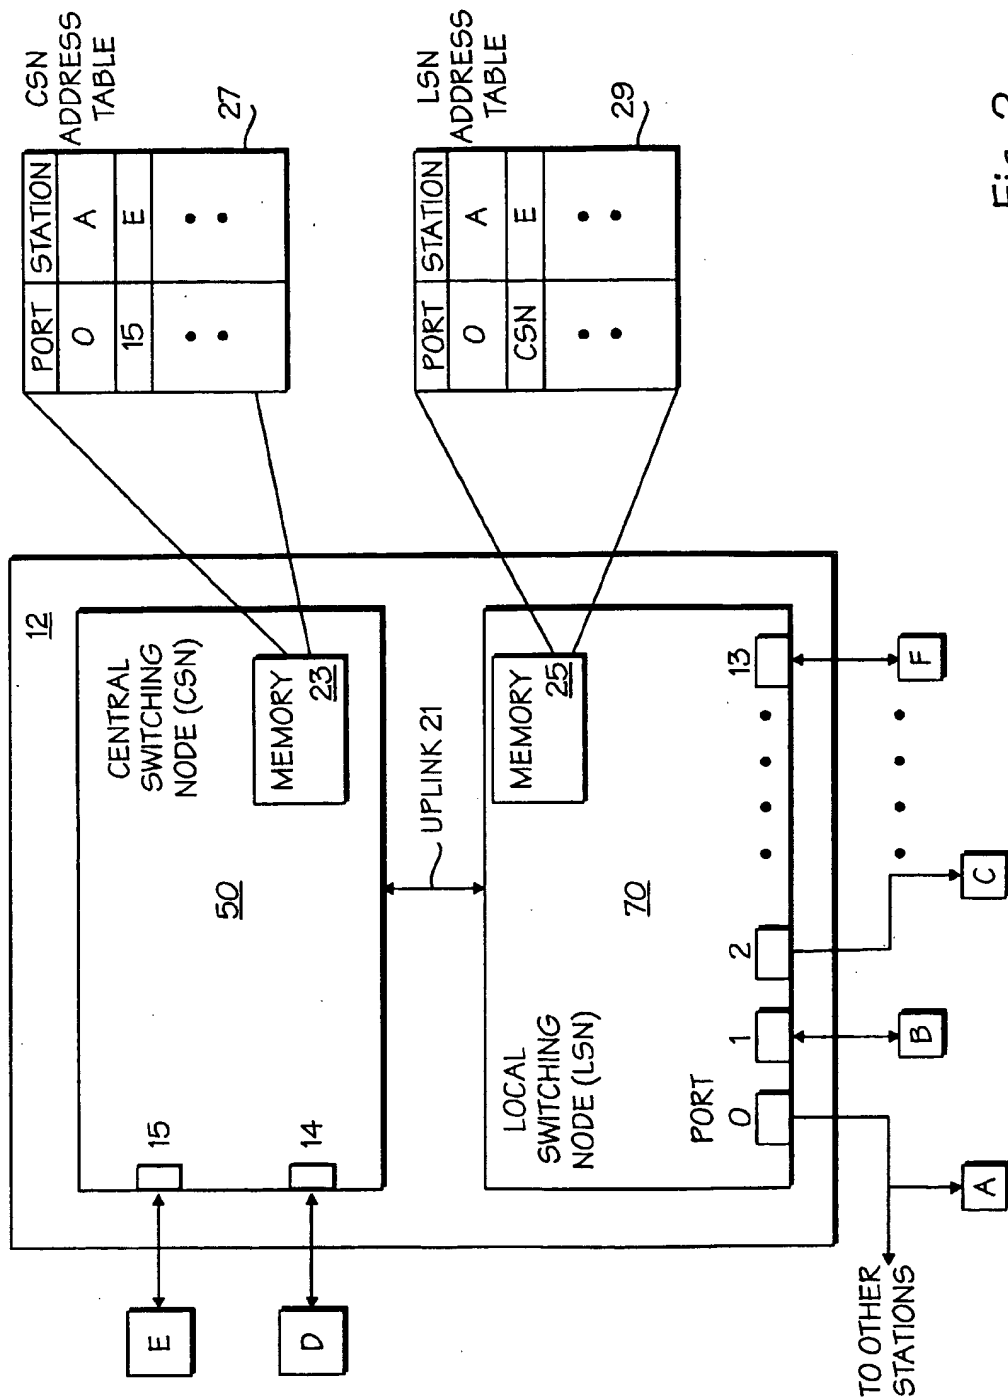 12
CENTRAL
SWITCHING
NODE (CSN)
50
MEMORY
23
15
14
E
D
UPLINK 21
LOCAL
SWITCHING
NODE (LSN)
70
MEMORY
25
PORT
0
1
2
13
A
B
C
F
TO OTHER
STATIONS
CSN
ADDRESS
TABLE
PORT STATION
0 A
15 E
27
LSN
ADDRESS
TABLE
PORT STATION
0 A
CSN E
29